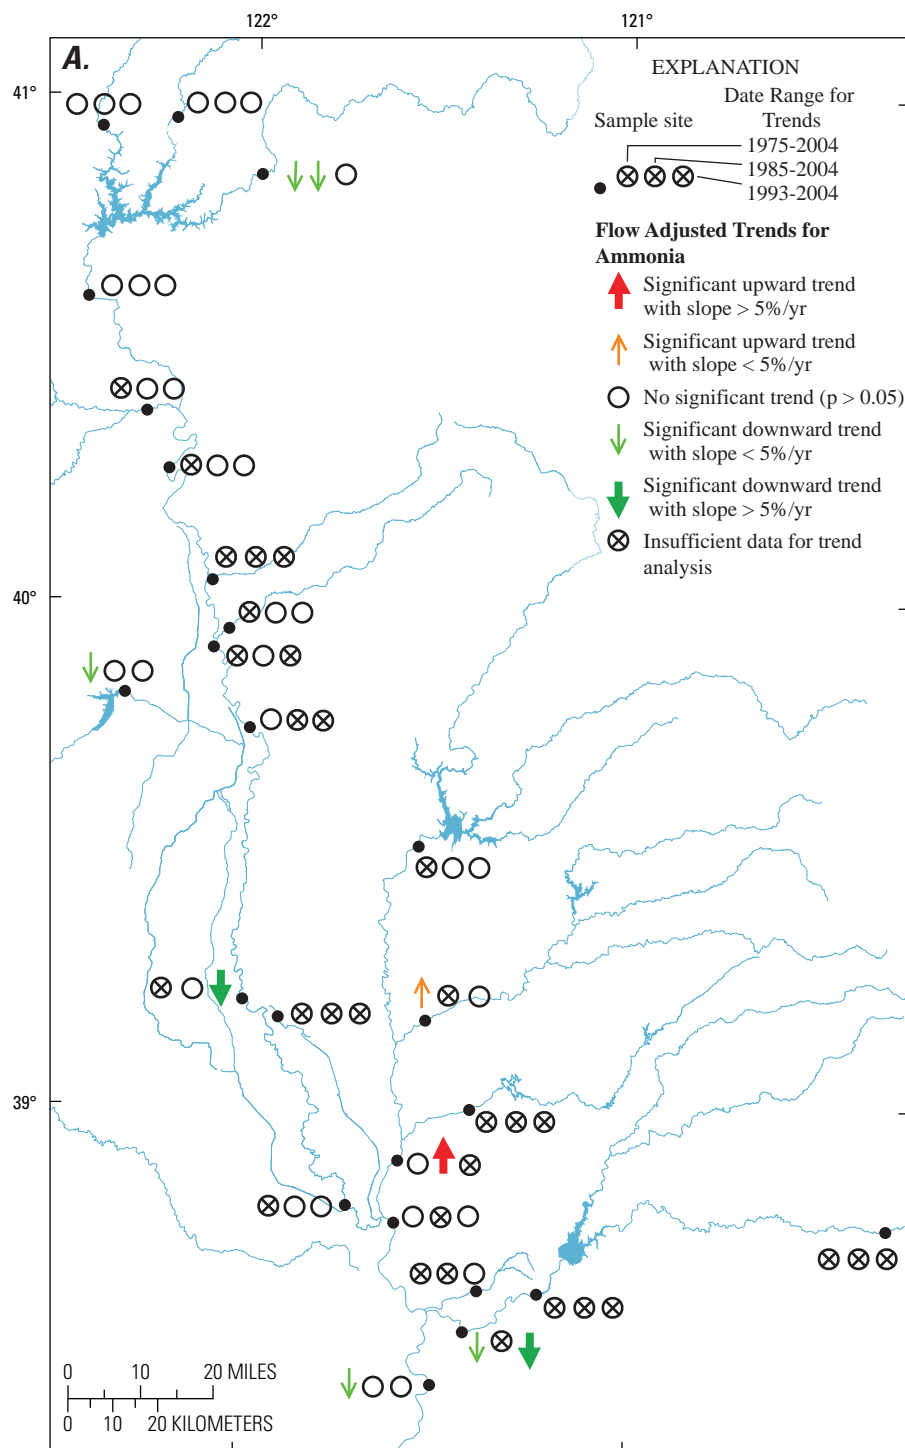 122°
121°
A.
41°
EXPLANATION
Sample site
Date Range for
Trends
1975-2004
1985-2004
1993-2004
Flow Adjusted Trends for
Ammonia
Significant upward trend
with slope > 5%/yr
Significant upward trend
with slope < 5%/yr
No significant trend (p > 0.05)
Significant downward trend
with slope < 5%/yr
Significant downward trend
with slope > 5%/yr
Insufficient data for trend
analysis
40°
39°
0 10 20 MILES
0 10 20 KILOMETERS